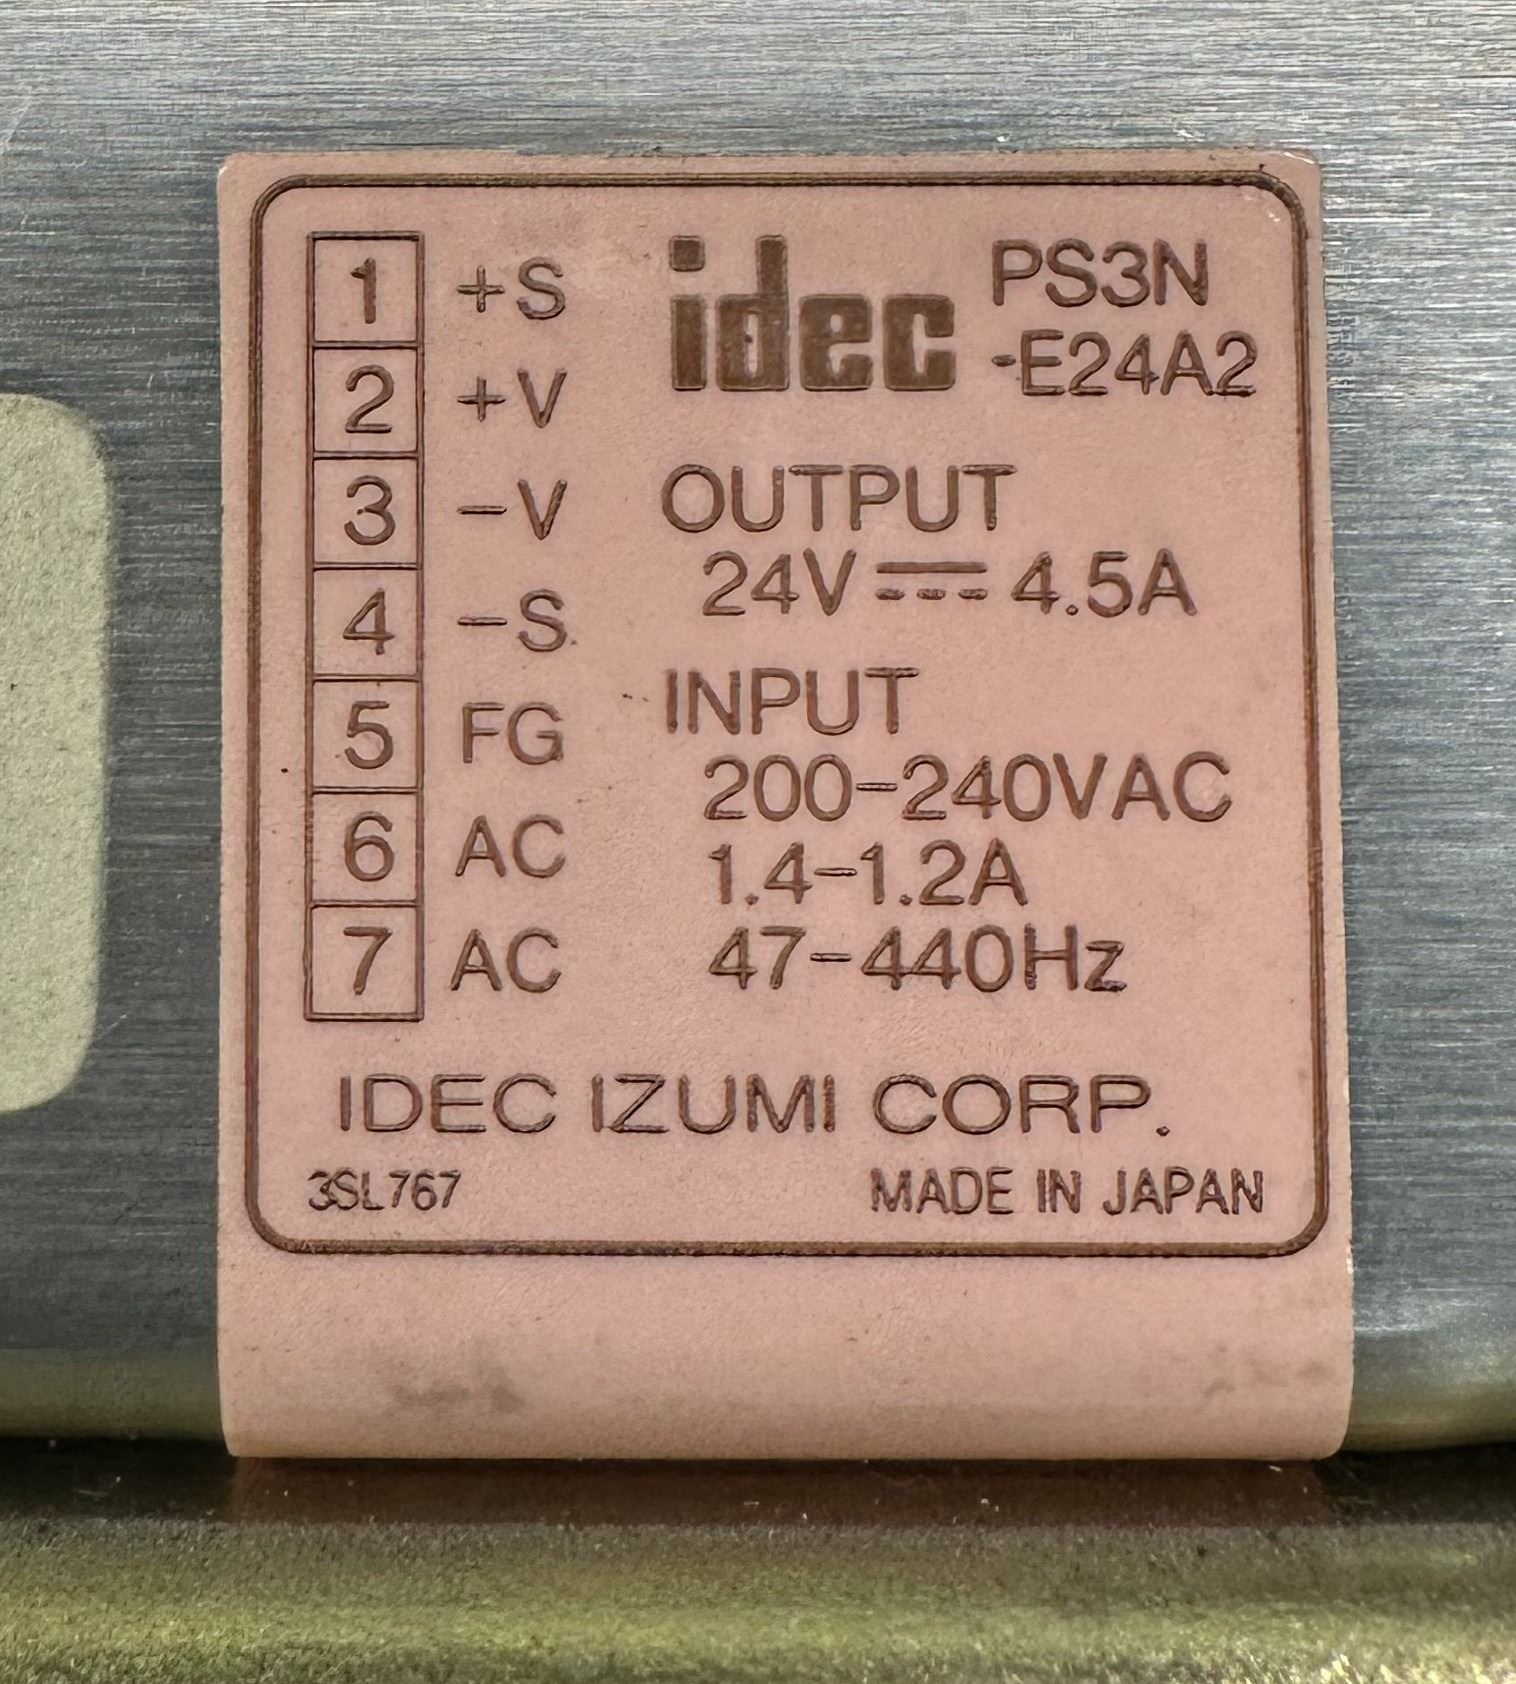 1 +S
2 +V
3 −V
4 −S
5 FG
6 AC
7 AC
idec PS3N
-E24A2
OUTPUT
24V⎓4.5A
INPUT
200−240VAC
1.4−1.2A
47−440Hz
IDEC IZUMI CORP.
3SL767 MADE IN JAPAN